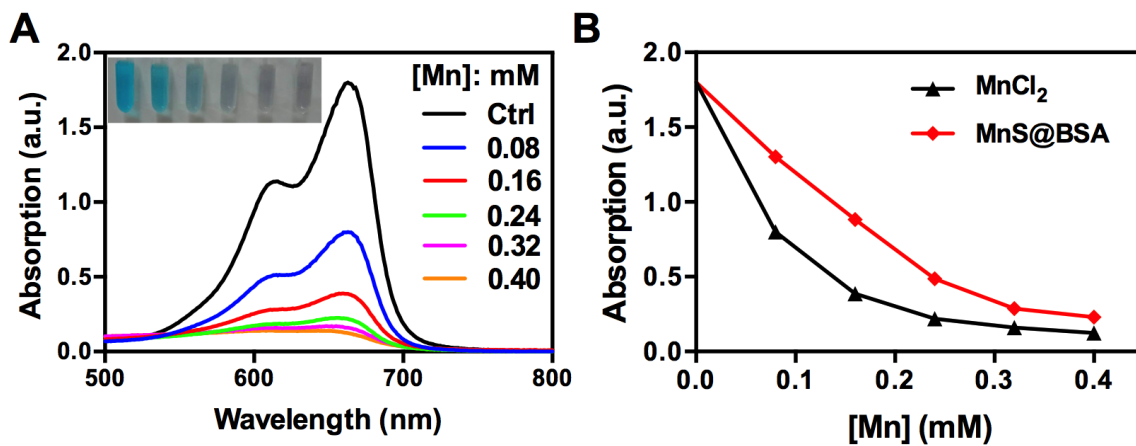 A
Absorption (a.u.)
2.0
1.5
1.0
0.5
0.0
500
600
700
800
Wavelength (nm)
[Mn]: mM
Ctrl
0.08
0.16
0.24
0.32
0.40
B
Absorption (a.u.)
2.0
1.5
1.0
0.5
0.0
0.0
0.1
0.2
0.3
0.4
[Mn] (mM)
MnCl₂
MnS@BSA